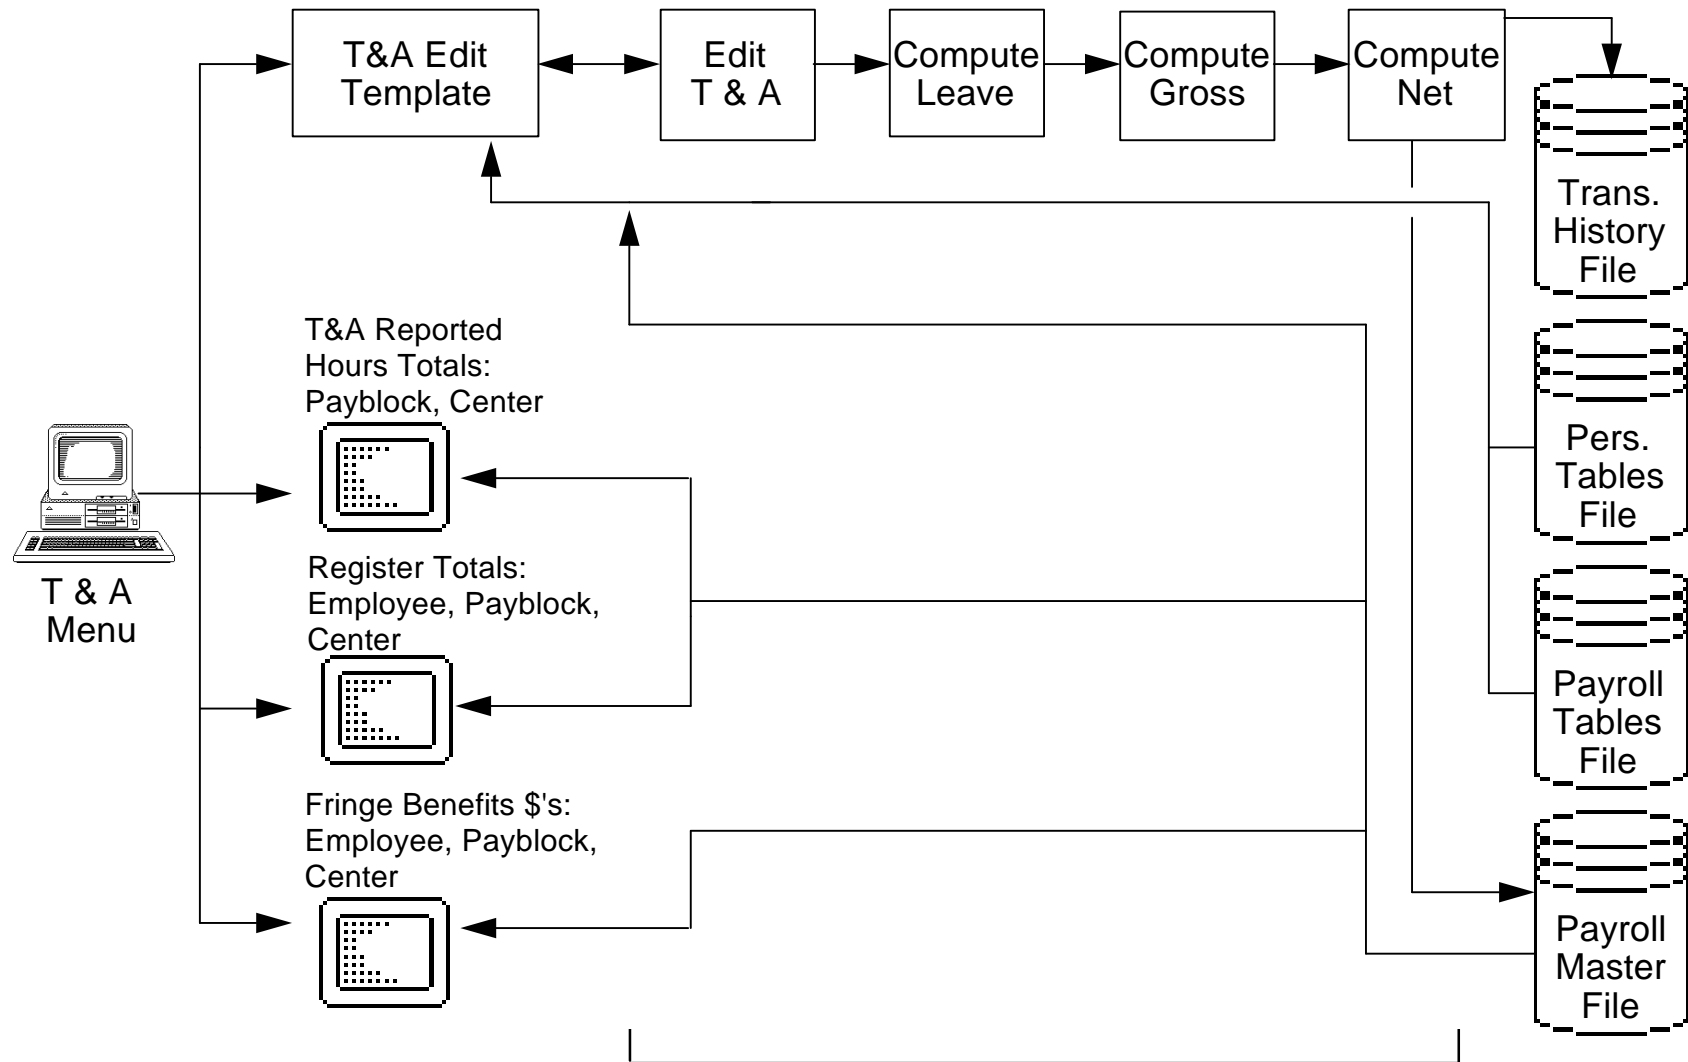 T&A Edit
Template
Edit
T & A
Compute
Leave
Compute
Gross
Compute
Net
Trans.
History
File
T&A Reported
Hours Totals:
Payblock, Center
Pers.
Tables
File
T & A
Menu
Register Totals:
Employee, Payblock,
Center
Payroll
Tables
File
Fringe Benefits $'s:
Employee, Payblock,
Center
Payroll
Master
File